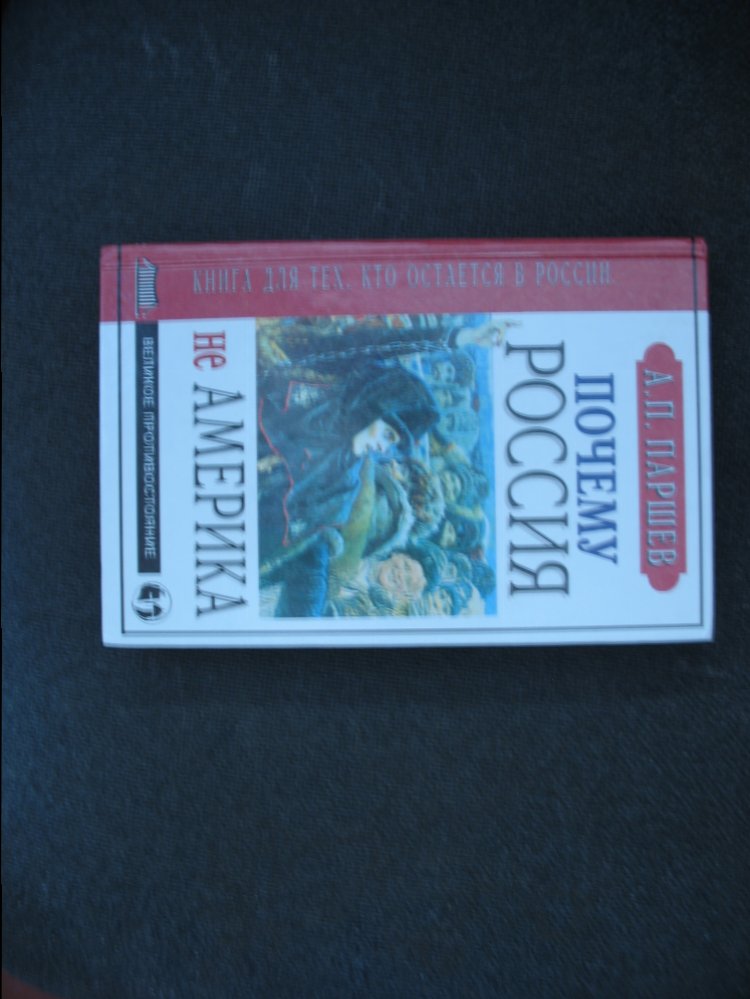 А.П. ПАРШЕВ
ПОЧЕМУ
РОССИЯ
не АМЕРИКА
ВЕЛИКОЕ ПРОТИВОСТОЯНИЕ
КНИГА ДЛЯ ТЕХ, КТО ОСТАЕТСЯ В РОССИИ.